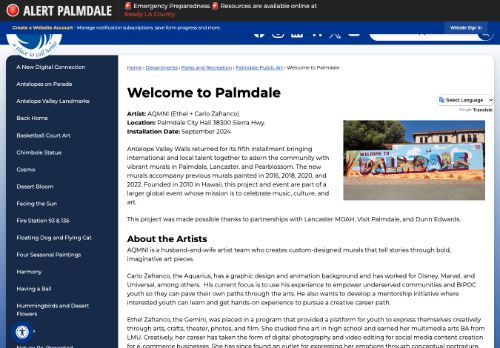 ALERT PALMDALE
🚨 Emergency Preparedness 🚨 Resources are available online at
Ready LA County.
Create a Website Account - Manage notification subscriptions, save form progress and more.
Website Sign In
a place to call home
A New Digital Connection
Antelopes on Parade
Antelope Valley Landmarks
Back Home
Basketball Court Art
Chimbole Statue
Cosmo
Desert Bloom
Facing the Sun
Fire Station 93 & 136
Floating Dog and Flying Cat
Four Seasonal Paintings
Harmony
Having a Ball
Hummingbirds and Desert
Flowers
Home › Departments › Parks and Recreation › Palmdale Public Art › Welcome to Palmdale
Welcome to Palmdale
Select Language
Google Translate
Artist: AQMNI (Ethel + Carlo Zafranco)
Location: Palmdale City Hall 38300 Sierra Hwy.
Installation Date: September 2024
Antelope Valley Walls returned for its fifth installment bringing
international and local talent together to adorn the community with
vibrant murals in Palmdale, Lancaster, and Pearblossom. The new
murals accompany previous murals painted in 2016, 2018, 2020, and
2022. Founded in 2010 in Hawaii, this project and event are part of a
larger global event whose mission is to celebrate music, culture, and
art.
WELCOME TO
PALMDALE
This project was made possible thanks to partnerships with Lancaster MOAH, Visit Palmdale, and Dunn Edwards.
About the Artists
AQMNI is a husband-and-wife artist team who creates custom-designed murals that tell stories through bold,
imaginative art pieces.
Carlo Zafranco, the Aquarius, has a graphic design and animation background and has worked for Disney, Marvel, and
Universal, among others. His current focus is to use his experience to empower underserved communities and BIPOC
youth so they can pave their own paths through the arts. He also wants to develop a mentorship initiative where
interested youth can learn and get hands-on experience to pursue a creative career path.
Ethel Zafranco, the Gemini, was placed in a program that provided a platform for youth to express themselves creatively
through arts, crafts, theater, photos, and film. She studied fine art in high school and earned her multimedia arts BA from
LMU. Creatively, her career has taken the form of digital photography and video editing for social media content creation
for e-commerce businesses. She has since found an outlet for expressing her emotions through conceptual portraiture